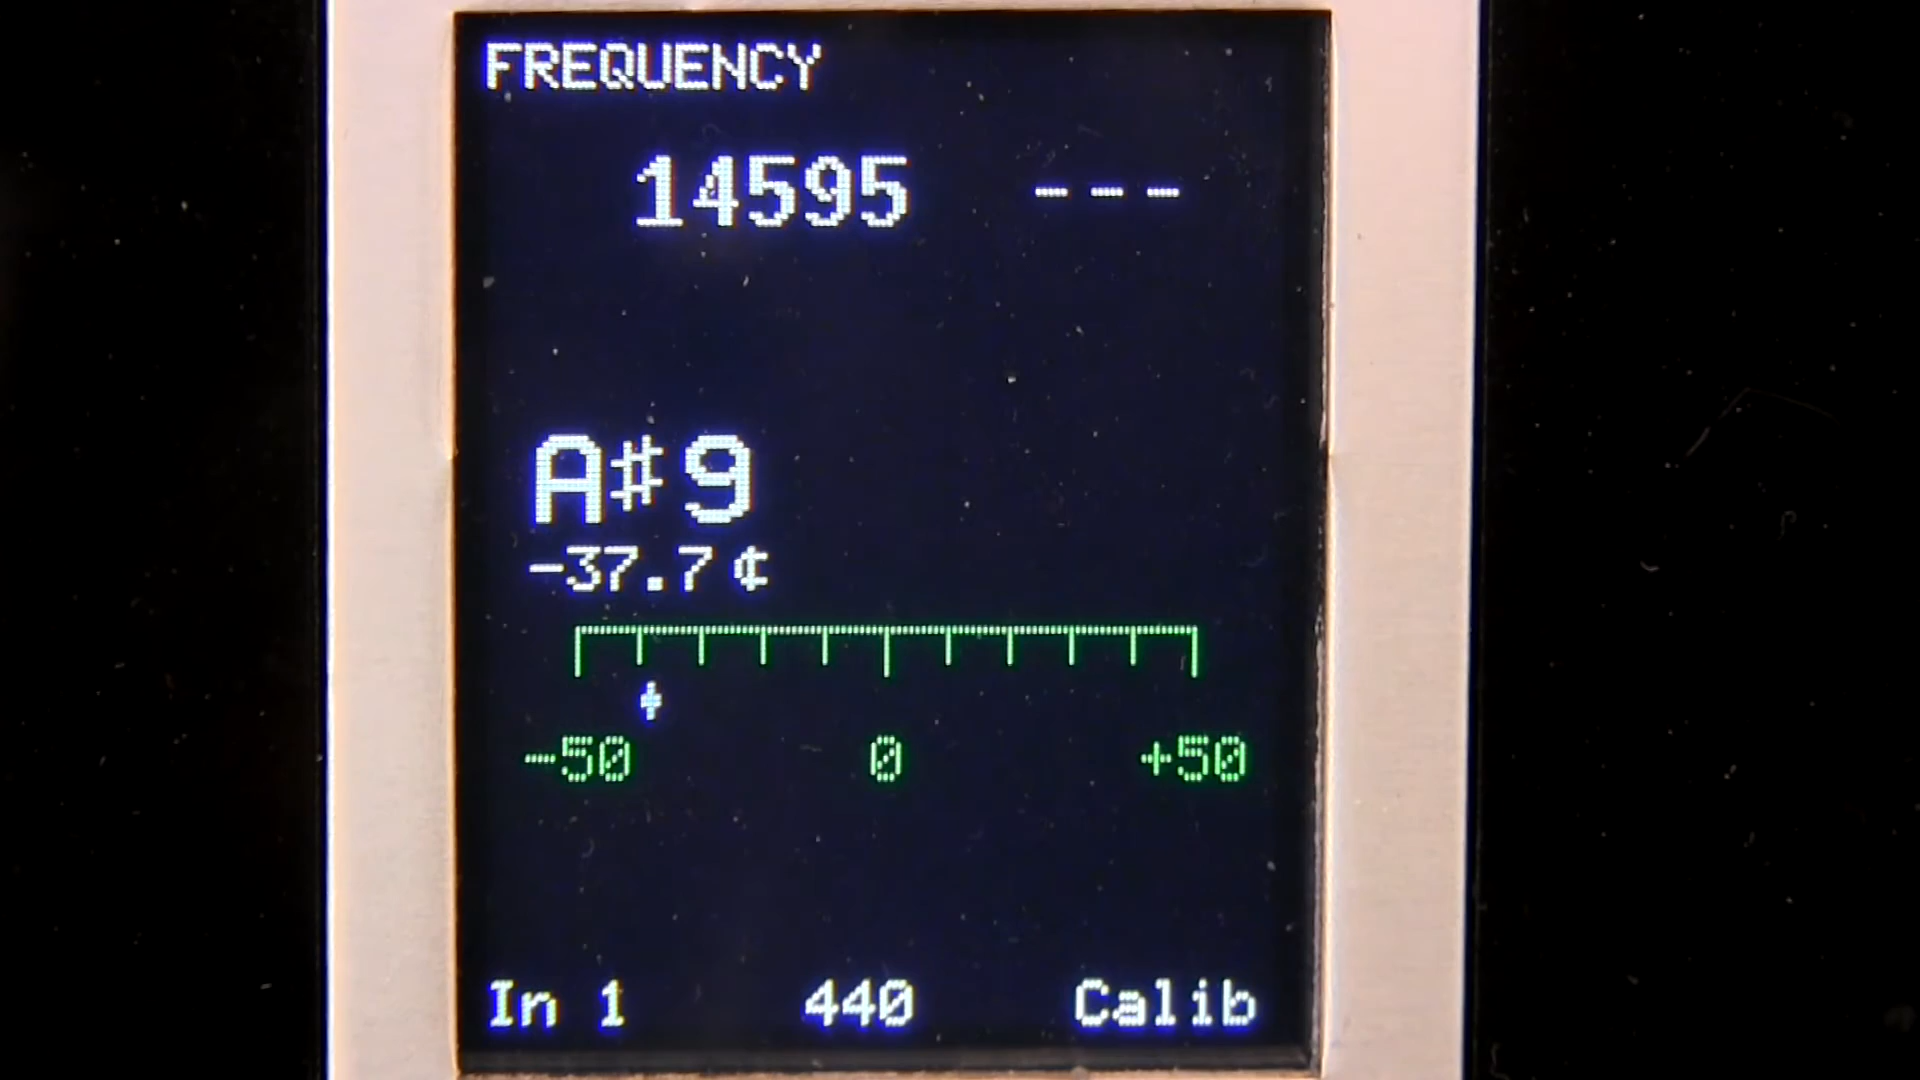 FREQUENCY
14595 ---
A♯9
-37.7¢
-50 0 +50
In 1 440 Calib